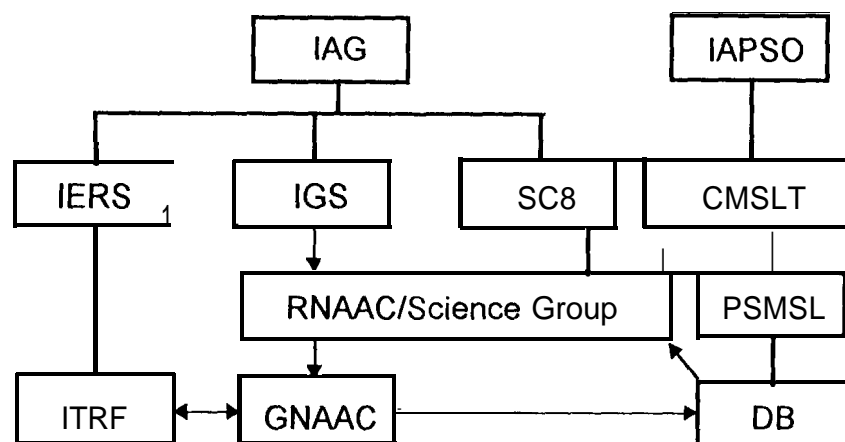 IAG
IAPSO
IERS
1
IGS
SC8
CMSLT
RNAAC/Science Group
PSMSL
ITRF
GNAAC
DB